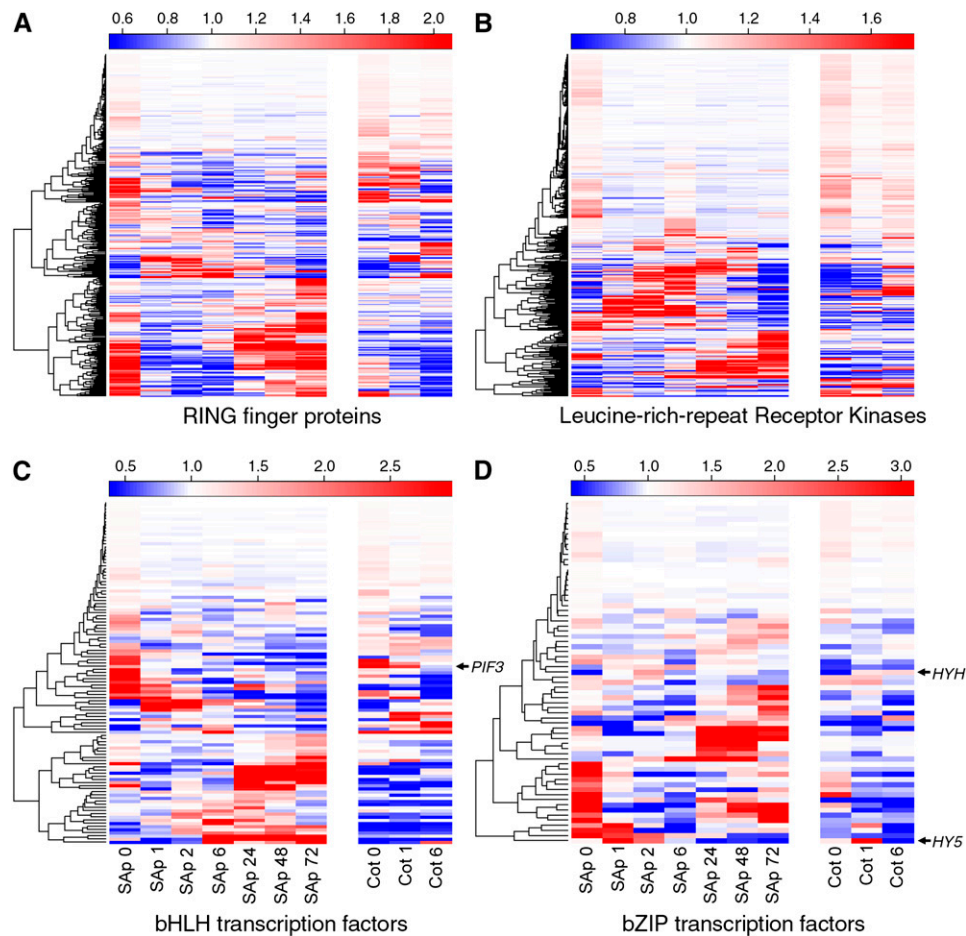 A
0.6 0.8 1.0 1.2 1.4 1.6 1.8 2.0
B
0.8 1.0 1.2 1.4 1.6
RING finger proteins
Leucine-rich-repeat Receptor Kinases
C
0.5 1.0 1.5 2.0 2.5
D
0.5 1.0 1.5 2.0 2.5 3.0
PIF3
HYH
HY5
SAp 0
SAp 1
SAp 2
SAp 6
SAp 24
SAp 48
SAp 72
Cot 0
Cot 1
Cot 6
SAp 0
SAp 1
SAp 2
SAp 6
SAp 24
SAp 48
SAp 72
Cot 0
Cot 1
Cot 6
bHLH transcription factors
bZIP transcription factors